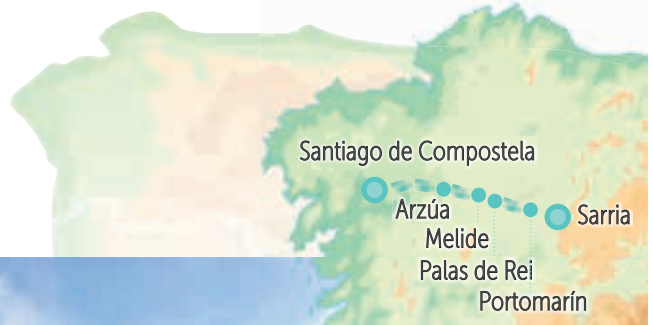 Santiago de Compostela
Arzúa
Sarria
Melide
Palas de Rei
Portomarín